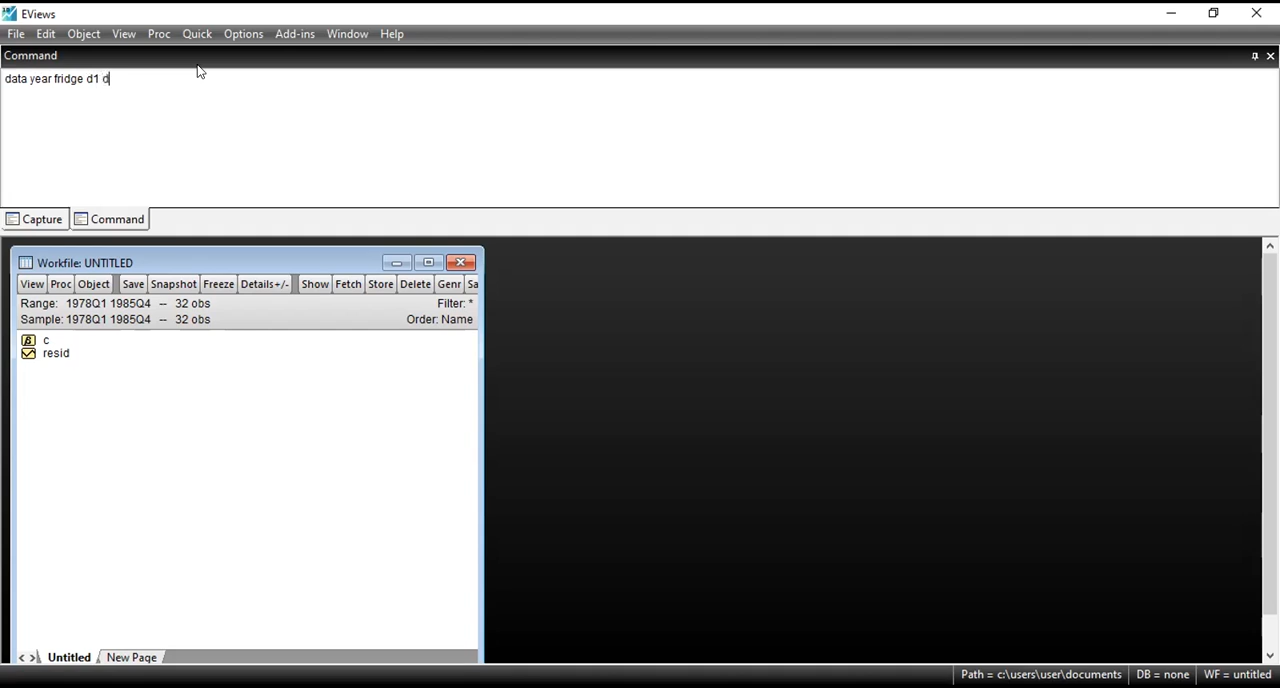 EViews
File Edit Object View Proc Quick Options Add-ins Window Help
Command
data year fridge d1 d
Capture Command
Workfile: UNTITLED
View Proc Object Save Snapshot Freeze Details+/- Show Fetch Store Delete Genr Sa
Range: 1978Q1 1985Q4 -- 32 obs Filter: *
Sample: 1978Q1 1985Q4 -- 32 obs Order: Name
β c
resid
< > Untitled New Page
Path = c:\users\user\documents DB = none WF = untitled